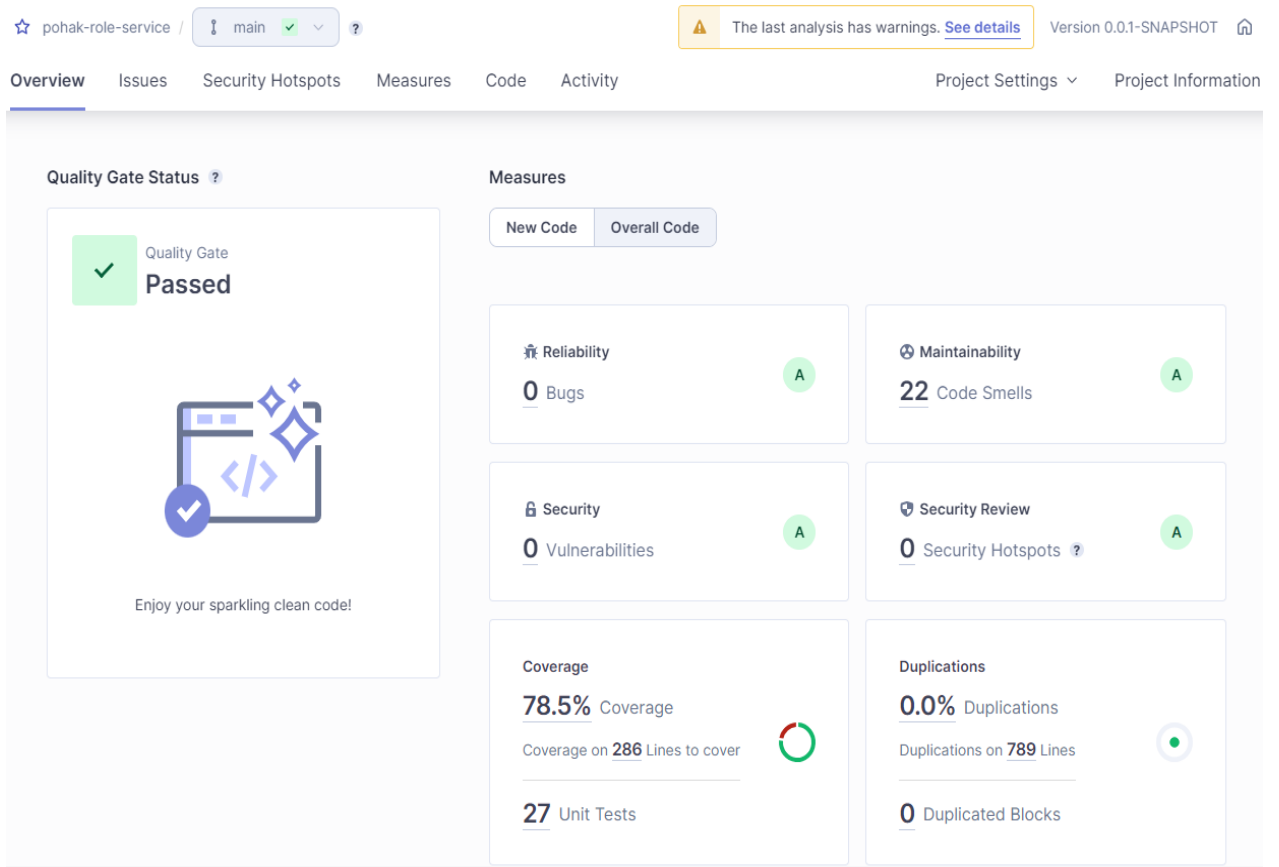 pohak-role-service / main ?
The last analysis has warnings. See details
Version 0.0.1-SNAPSHOT
Overview Issues Security Hotspots Measures Code Activity Project Settings Project Information
Quality Gate Status ?
Quality Gate
Passed
</>
Enjoy your sparkling clean code!
Measures
New Code Overall Code
Reliability
0 Bugs
A
Maintainability
22 Code Smells
A
Security
0 Vulnerabilities
A
Security Review
0 Security Hotspots ?
A
Coverage
78.5% Coverage
Coverage on 286 Lines to cover
27 Unit Tests
Duplications
0.0% Duplications
Duplications on 789 Lines
0 Duplicated Blocks